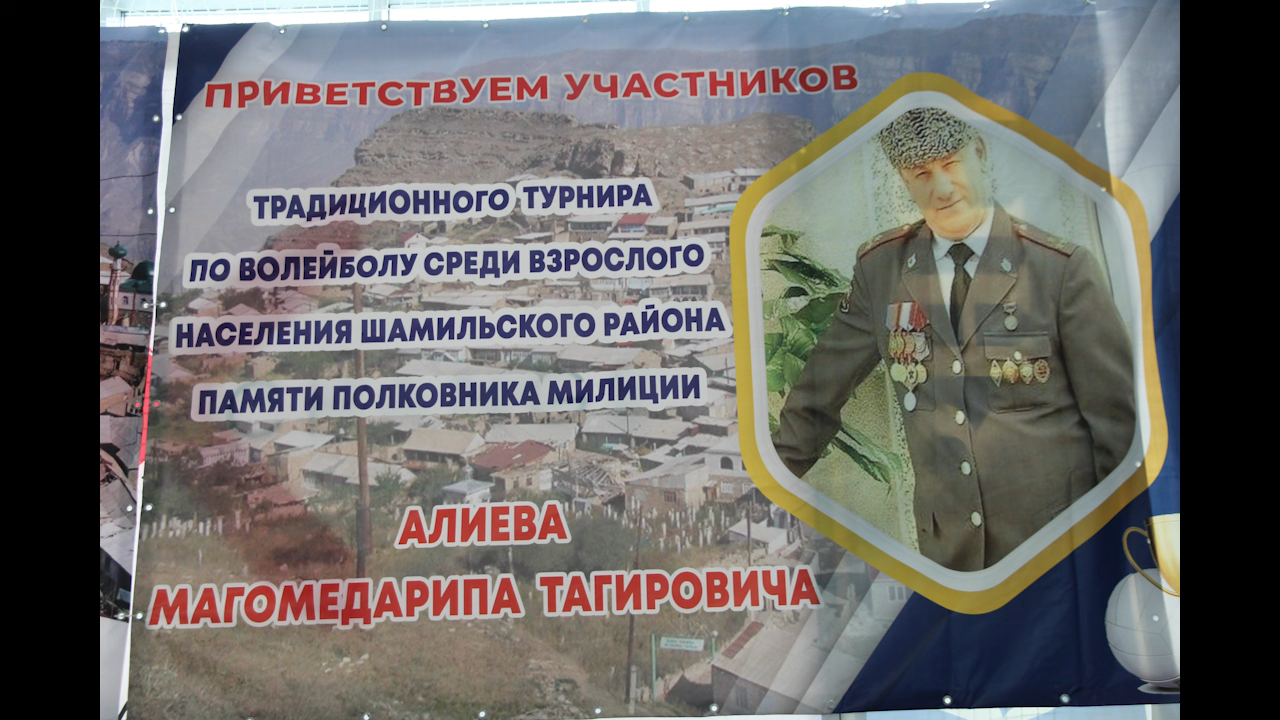 ПРИВЕТСТВУЕМ УЧАСТНИКОВ
ТРАДИЦИОННОГО ТУРНИРА
ПО ВОЛЕЙБОЛУ СРЕДИ ВЗРОСЛОГО
НАСЕЛЕНИЯ ШАМИЛЬСКОГО РАЙОНА
ПАМЯТИ ПОЛКОВНИКА МИЛИЦИИ
АЛИЕВА
МАГОМЕДАРИПА ТАГИРОВИЧА